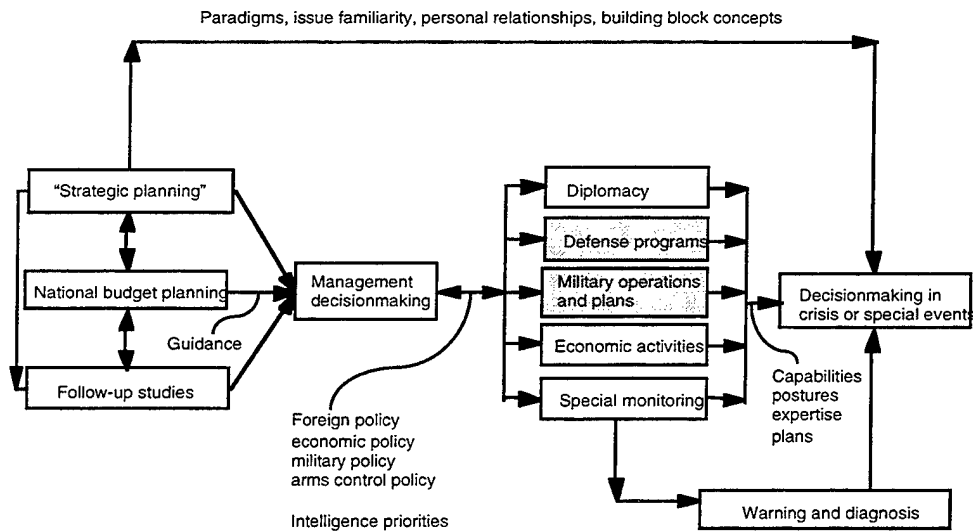 Paradigms, issue familiarity, personal relationships, building block concepts
"Strategic planning"
National budget planning
Guidance
Follow-up studies
Management
decisionmaking
Foreign policy
economic policy
military policy
arms control policy
Intelligence priorities
Diplomacy
Defense programs
Military operations
and plans
Economic activities
Special monitoring
Decisionmaking in
crisis or special events
Capabilities
postures
expertise
plans
Warning and diagnosis